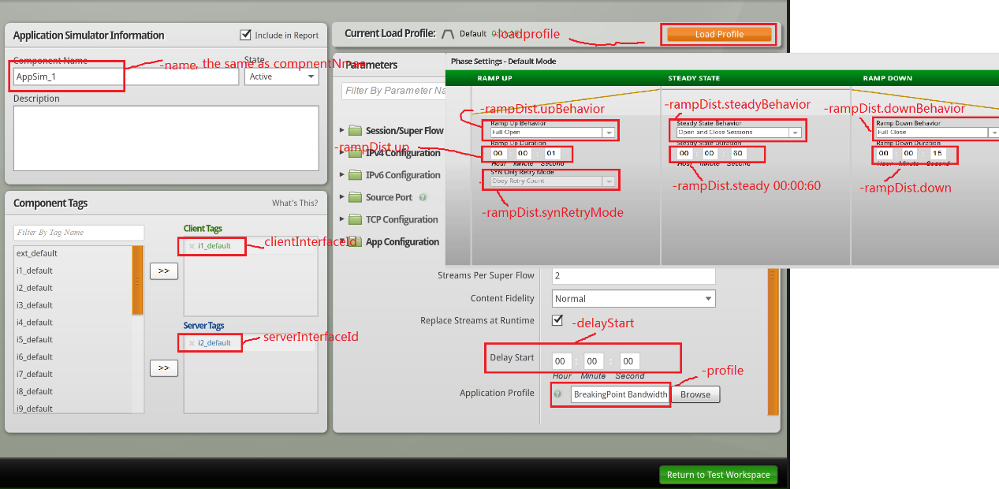 Application Simulator Information
Include in Report
Component Name
State
-name, the same as compnentNmae
AppSim_1
Active
Description
Component Tags
What's This?
Filter By Tag Name
ext_default
i1_default
i2_default
i3_default
i4_default
i5_default
i6_default
i7_default
i8_default
i9_default
>>
>>
Client Tags
i1_default
clientInterfaceId
Server Tags
i2_default
serverInterfaceId
Current Load Profile:
Default
-loadprofile
Load Profile
Parameters
Filter By Parameter Na
Session/Super Flow
IPv4 Configuration
IPv6 Configuration
Source Port
TCP Configuration
App Configuration
Phase Settings - Default Mode
RAMP UP
STEADY STATE
RAMP DOWN
-rampDist.upBehavior
Ramp Up Behavior
Full Open
-rampDist.up
Ramp Up Duration
00 : 00 : 01
Hour Minute Second
SYN Only Retry Mode
Obey Retry Count
-rampDist.synRetryMode
-rampDist.steadyBehavior
Steady State Behavior
Open and Close Sessions
Steady State Duration
00 : 00 : 60
-rampDist.steady 00:00:60
-rampDist.downBehavior
Ramp Down Behavior
Full Close
Ramp Down Duration
00 : 00 : 15
Hour Minute Second
-rampDist.down
Streams Per Super Flow
2
Content Fidelity
Normal
Replace Streams at Runtime
-delayStart
Delay Start
00 : 00 : 00
Hour Minute Second
-profile
Application Profile
BreakingPoint Bandwidth
Browse
Return to Test Workspace